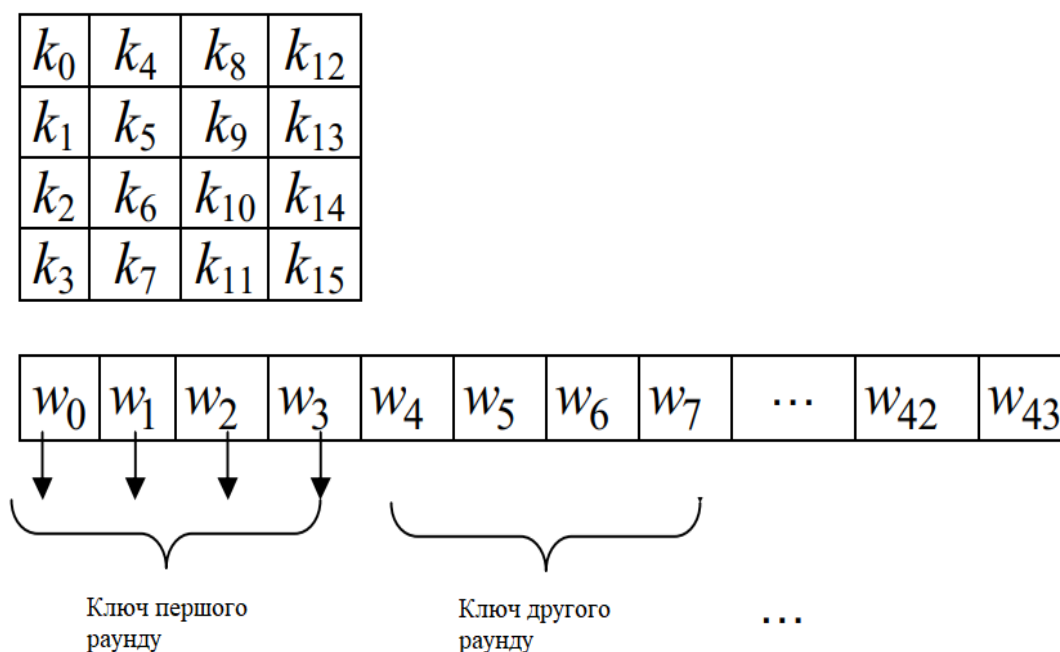 k0 k4 k8 k12
k1 k5 k9 k13
k2 k6 k10 k14
k3 k7 k11 k15
w0 w1 w2 w3 w4 w5 w6 w7 ... w42 w43
Ключ першого
раунду
Ключ другого
раунду
...